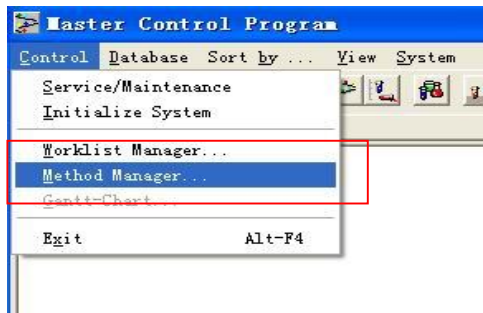 Master Control Program
Control Database Sort by ... View System
Service/Maintenance
Initialize System
Worklist Manager...
Method Manager...
Gantt-Chart...
Exit Alt-F4